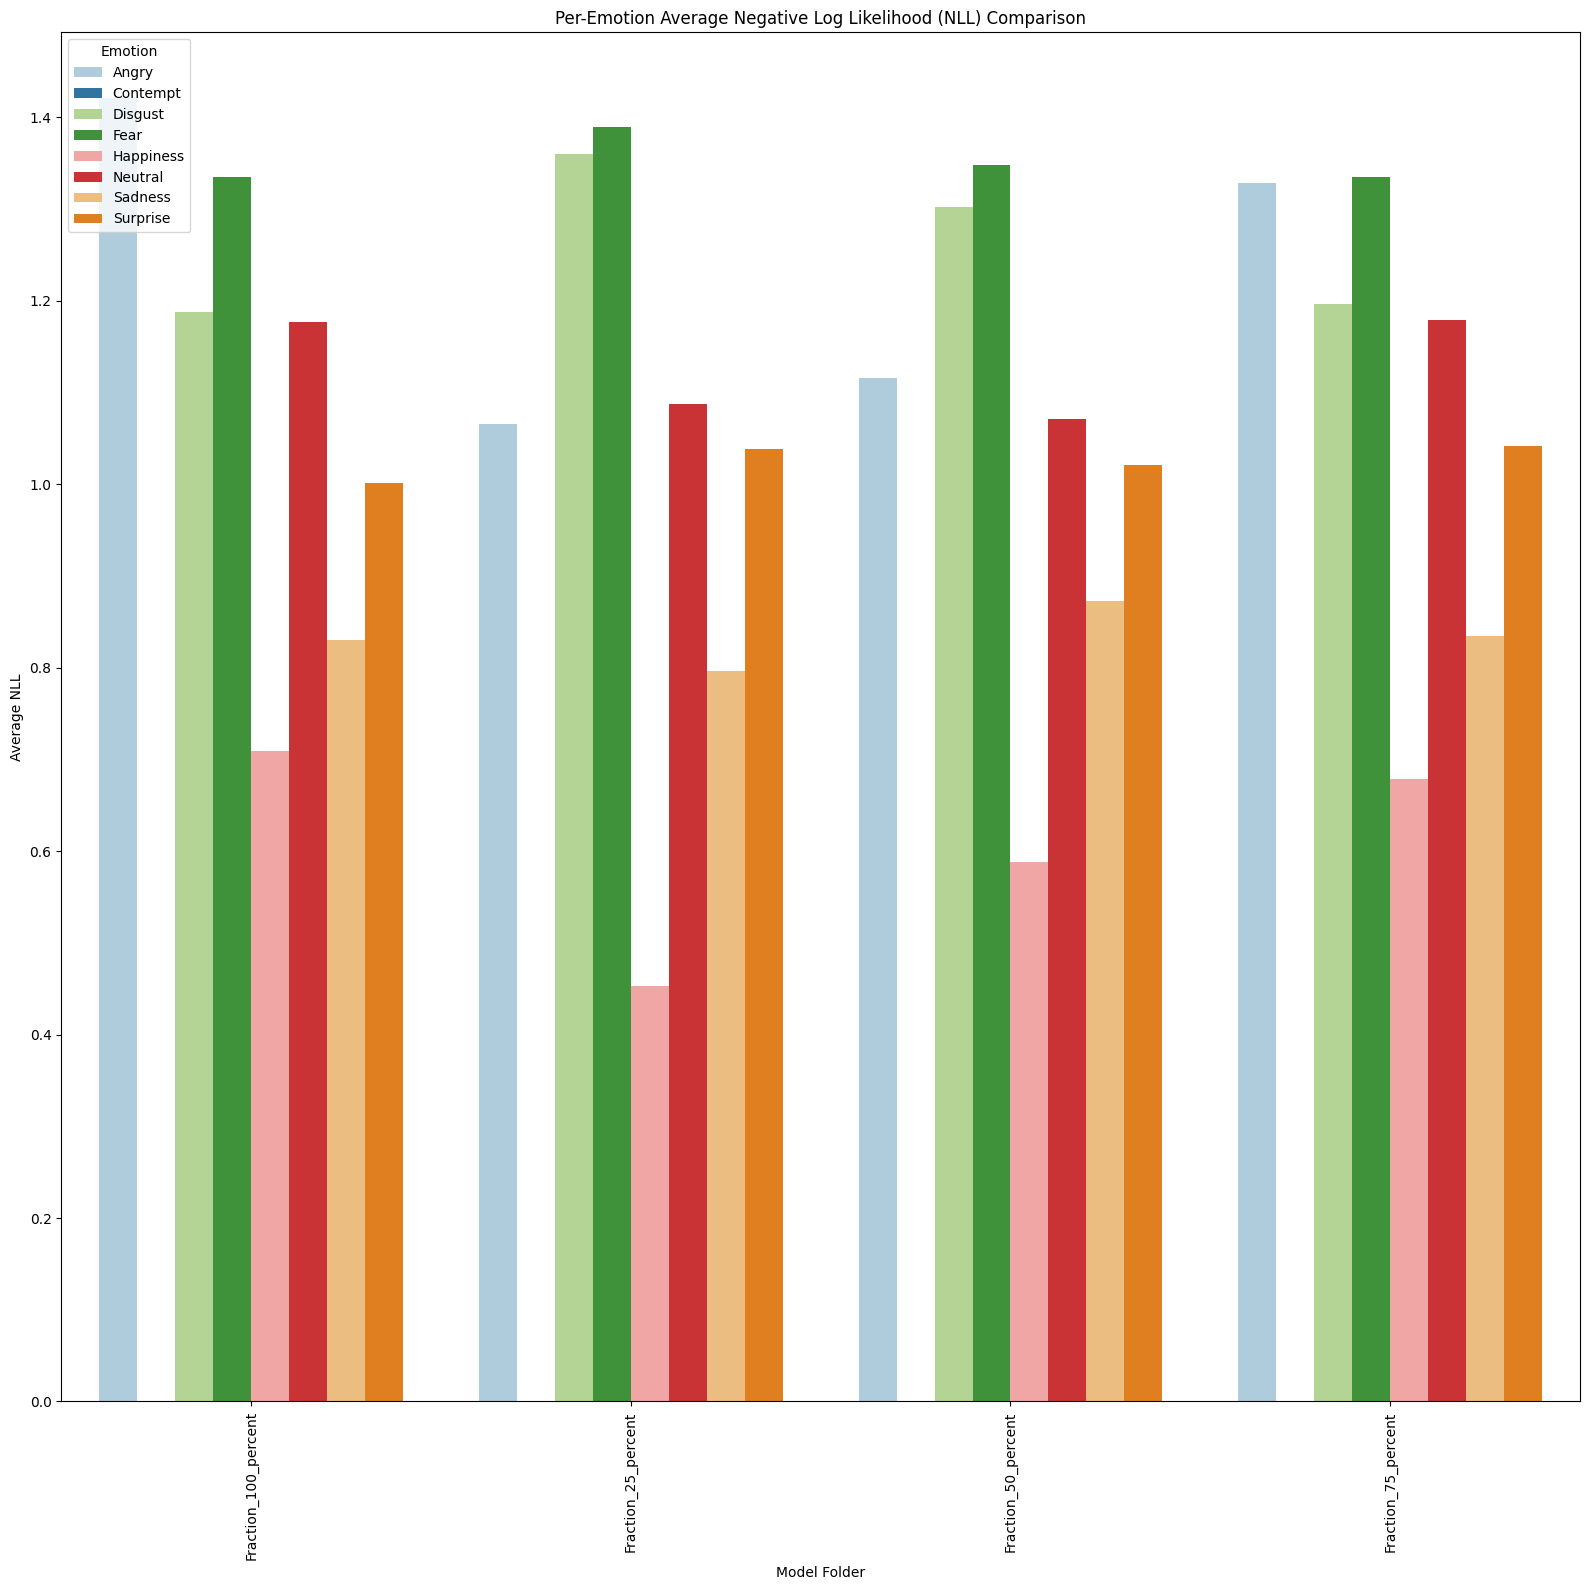 Per-Emotion Average Negative Log Likelihood (NLL) Comparison
Emotion
Angry
Contempt
Disgust
Fear
Happiness
Neutral
Sadness
Surprise
Average NLL
1.4
1.2
1.0
0.8
0.6
0.4
0.2
0.0
Fraction_100_percent
Fraction_25_percent
Fraction_50_percent
Fraction_75_percent
Model Folder